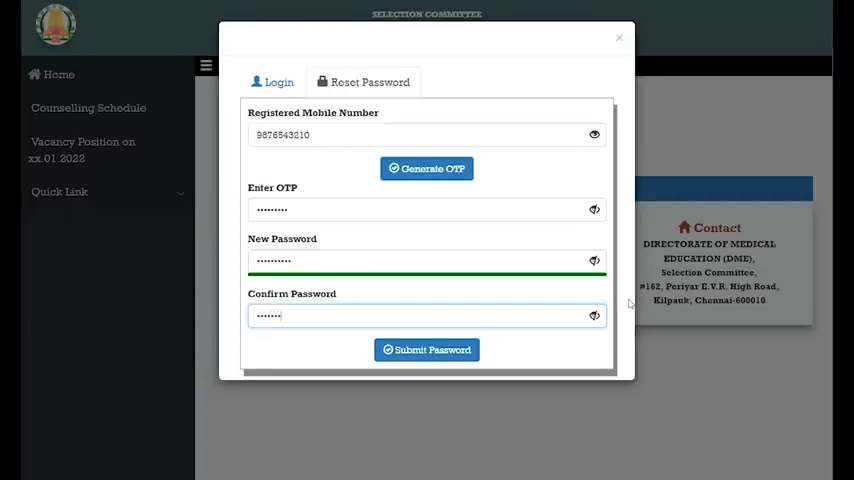 SELECTION COMMITTEE
×
Home
Counselling Schedule
Vacancy Position on
xx.01.2022
Quick Link
Login
Reset Password
Registered Mobile Number
9876543210
Generate OTP
Enter OTP
•••••••••
New Password
••••••••••
Confirm Password
•••••••
Submit Password
Contact
DIRECTORATE OF MEDICAL
EDUCATION (DME),
Selection Committee,
#162, Periyar E.V.R. High Road,
Kilpauk, Chennai-600010